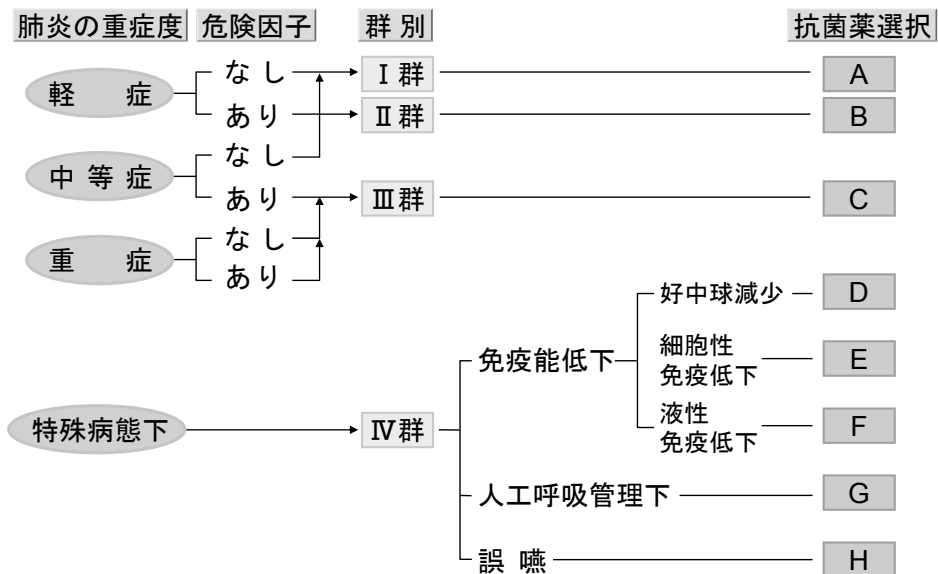 肺炎の重症度 危険因子 群別 抗菌薬選択
軽 症
なし Ⅰ群 A
あり Ⅱ群 B
中等症
なし
あり Ⅲ群 C
重 症
なし
あり
特殊病態下 Ⅳ群
免疫能低下
好中球減少 D
細胞性
免疫低下
E
液性
免疫低下
F
人工呼吸管理下 G
誤嚥 H